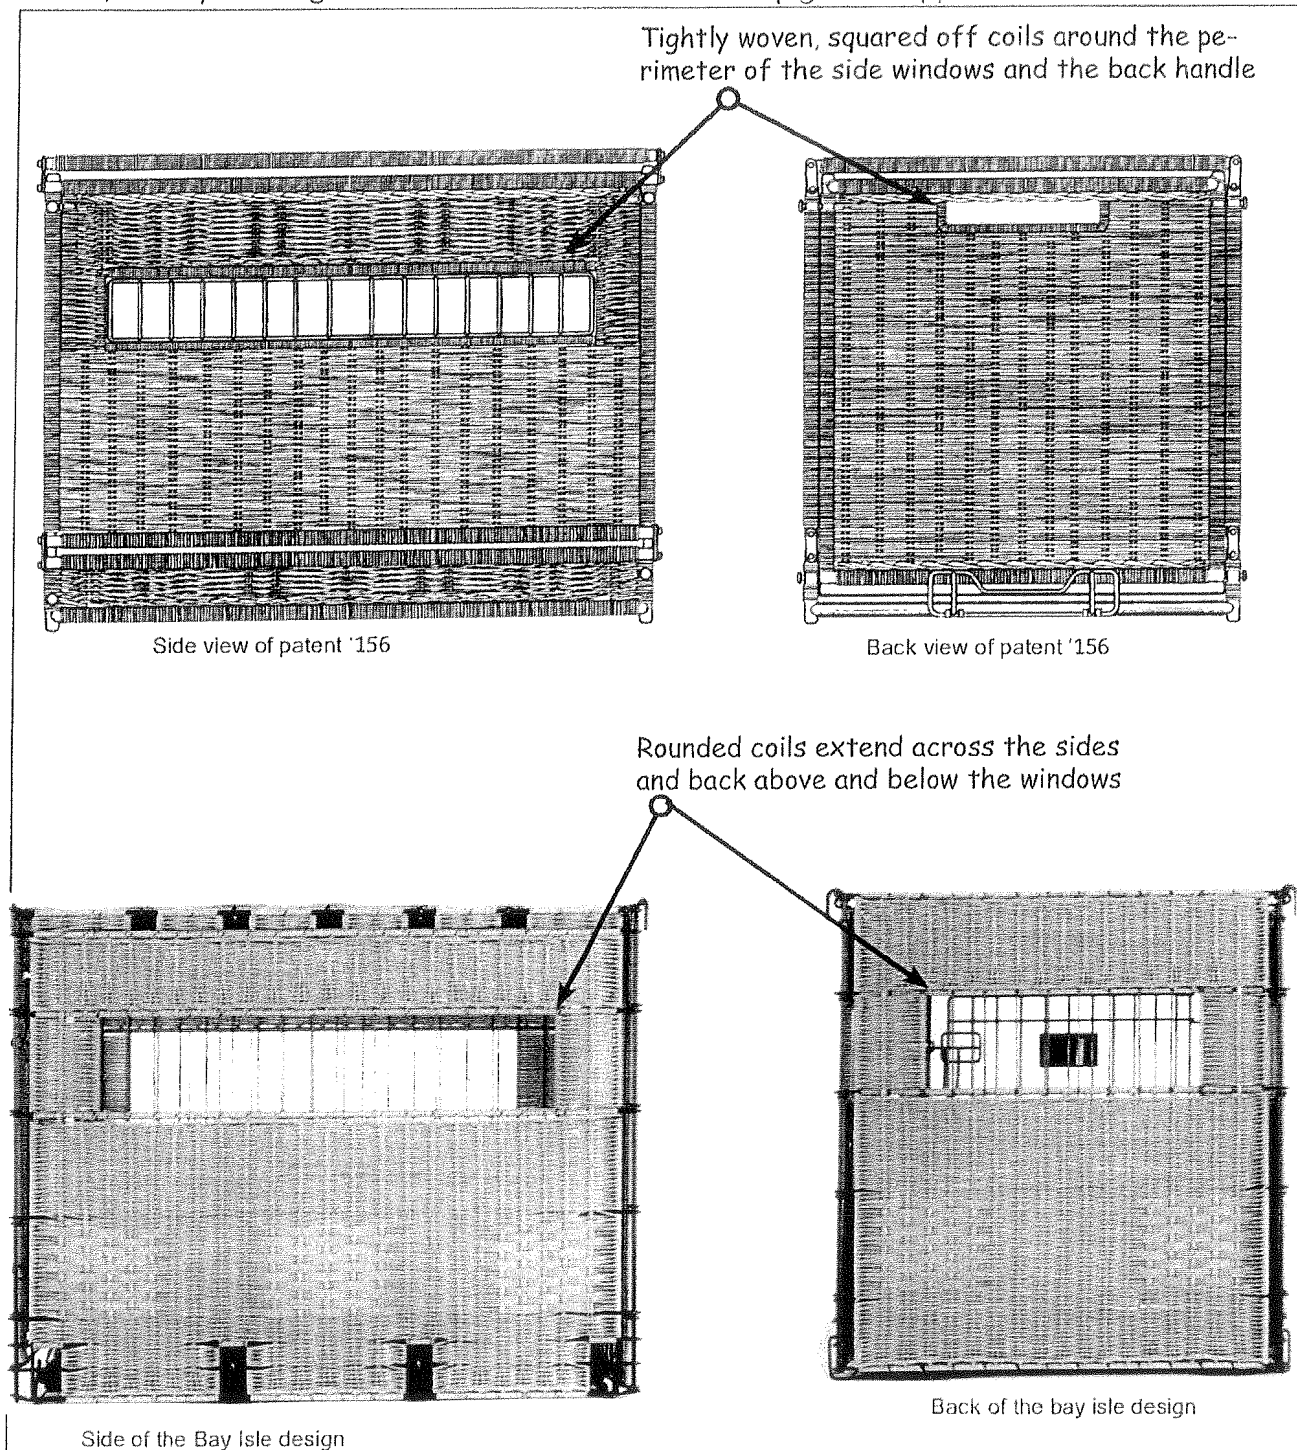 Tightly woven, squared off coils around the pe-
rimeter of the side windows and the back handle
Side view of patent '156
Back view of patent '156
Rounded coils extend across the sides
and back above and below the windows
Side of the Bay Isle design
Back of the bay isle design